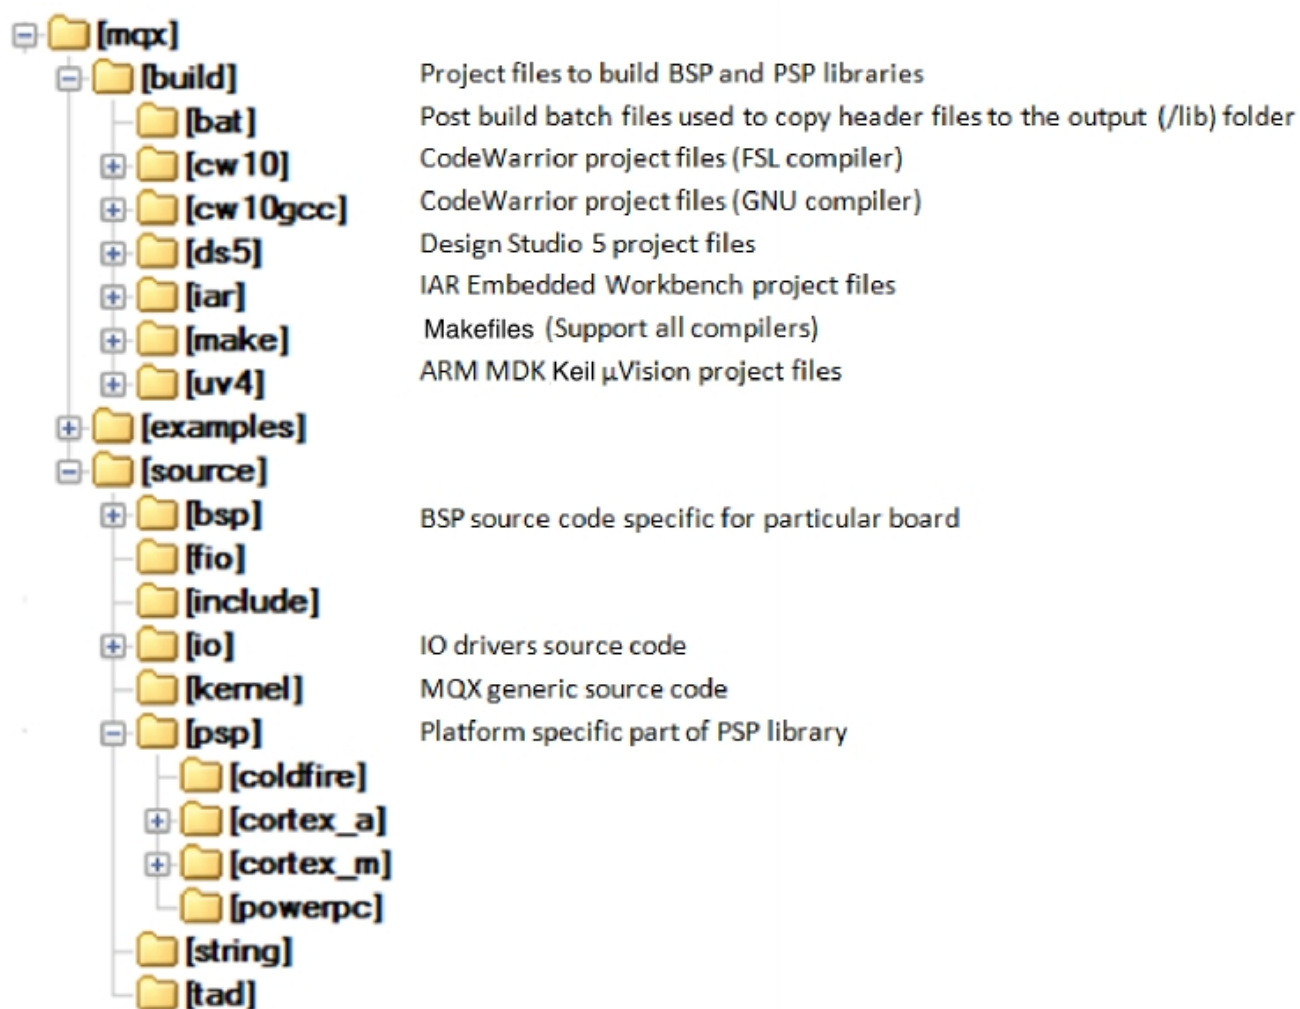 [mqx]
[build] Project files to build BSP and PSP libraries
[bat] Post build batch files used to copy header files to the output (/lib) folder
[cw10] CodeWarrior project files (FSL compiler)
[cw10gcc] CodeWarrior project files (GNU compiler)
[ds5] Design Studio 5 project files
[iar] IAR Embedded Workbench project files
[make] Makefiles (Support all compilers)
[uv4] ARM MDK Keil µVision project files
[examples]
[source]
[bsp] BSP source code specific for particular board
[fio]
[include]
[io] IO drivers source code
[kernel] MQX generic source code
[psp] Platform specific part of PSP library
[coldfire]
[cortex_a]
[cortex_m]
[powerpc]
[string]
[tad]